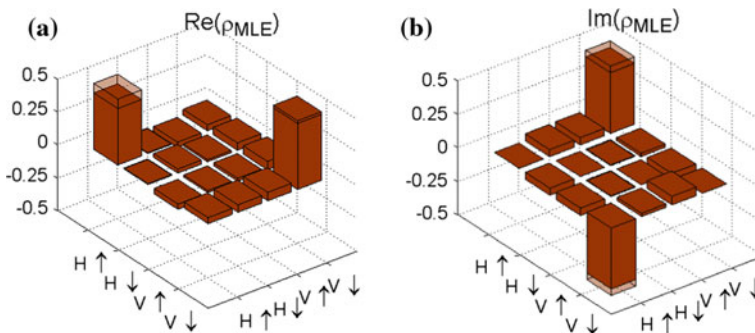 (a) Re(ρMLE)
0.5
0.25
0
-0.25
-0.5
H ↑
H ↓
V ↑
V ↓
H ↑ H ↓ V ↑ V ↓
(b) Im(ρMLE)
0.5
0.25
0
-0.25
-0.5
H ↑
H ↓
V ↑
V ↓
H ↑ H ↓ V ↑ V ↓